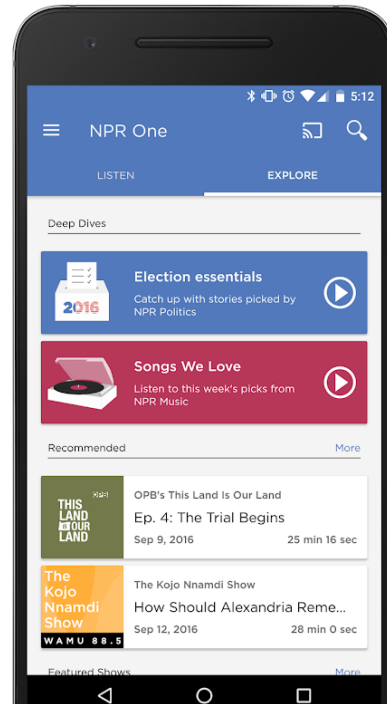 5:12
NPR One
LISTEN
EXPLORE
Deep Dives
2016
Election essentials
Catch up with stories picked by
NPR Politics
Songs We Love
Listen to this week's picks from
NPR Music
Recommended
More
THIS
LAND
IS OUR
LAND
OPB's This Land Is Our Land
Ep. 4: The Trial Begins
Sep 9, 2016
25 min 16 sec
The
Kojo
Nnamdi
Show
WAMU 88.5
The Kojo Nnamdi Show
How Should Alexandria Reme...
Sep 12, 2016
28 min 0 sec
Featured Shows
More